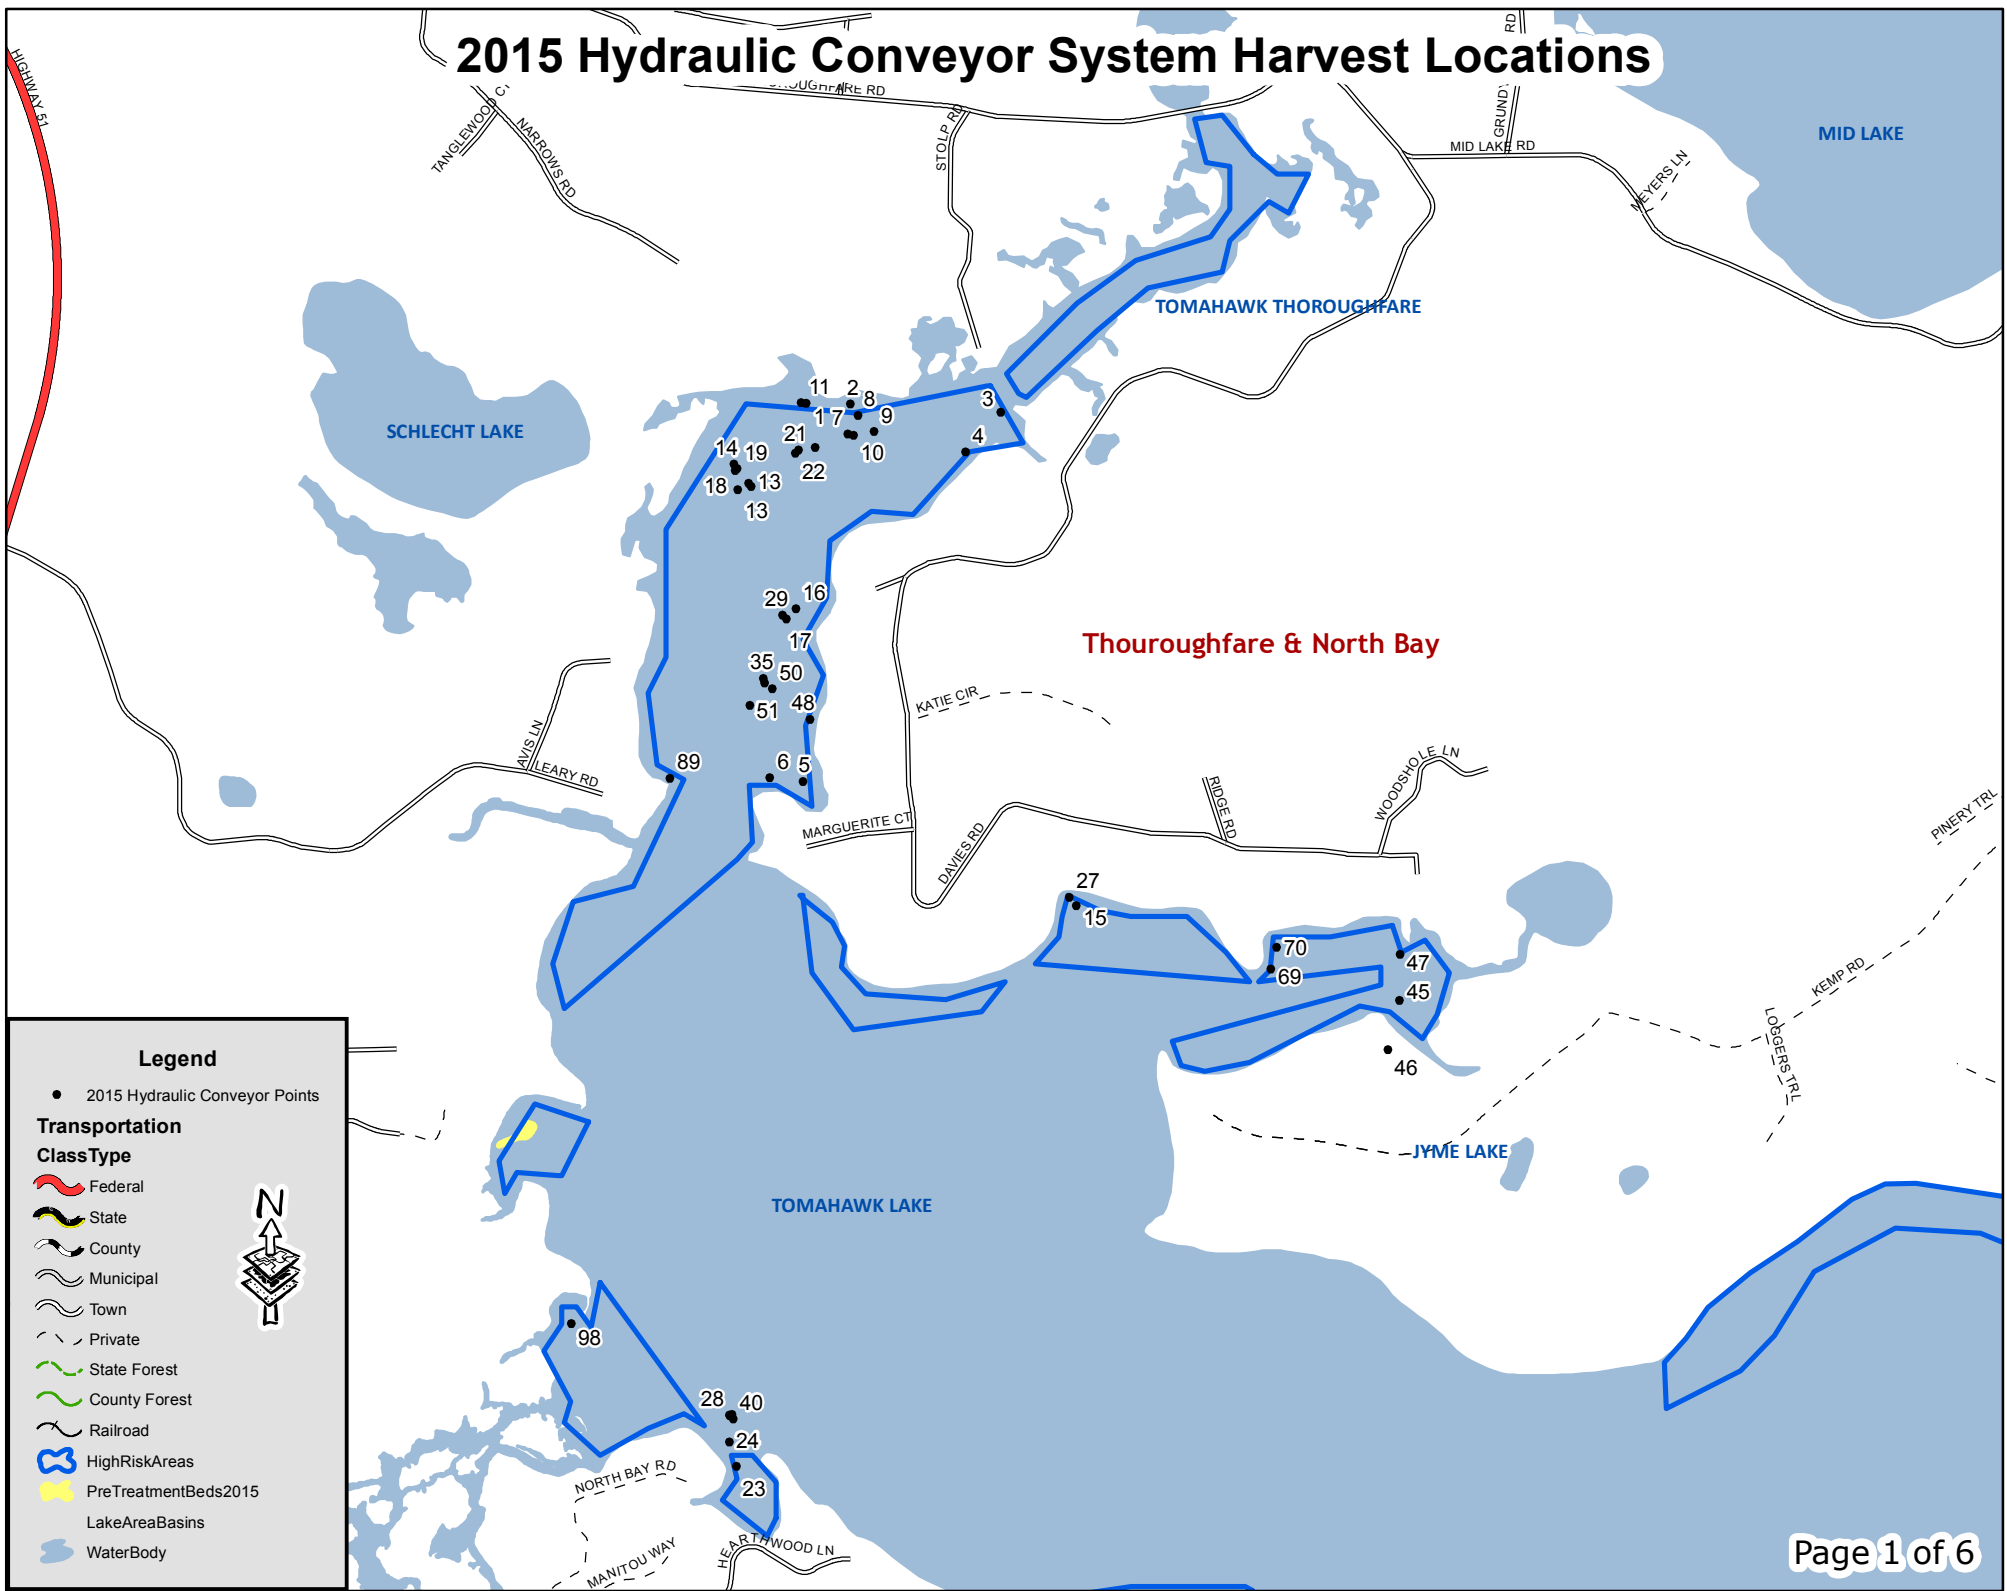 2015 Hydraulic Conveyor System Harvest Locations
HIGHWAY 51
TANGLEWOOD
NARROWS RD
STOLP RD
RD
GRUNDY
MID LAKE RD
MEYERS LN
MID LAKE
TOMAHAWK THOROUGHFARE
SCHLECHT LAKE
11
2
8
3
1
7
9
4
21
10
14
19
22
18
13
13
29
16
17
35
50
51
48
89
6
5
Thouroughfare & North Bay
KATIE CIR
AVIS LN
LEARY RD
MARGUERITE CT
DAVIES RD
RIDGE RD
WOODSHOLE LN
PINERY TRL
27
15
70
69
47
45
46
KEMP RD
LOGGERS TRL
JYME LAKE
TOMAHAWK LAKE
98
28
40
24
23
NORTH BAY RD
MANITOU WAY
HEARTHWOOD LN
Legend
2015 Hydraulic Conveyor Points
Transportation
ClassType
Federal
State
County
Municipal
Town
Private
State Forest
County Forest
Railroad
HighRiskAreas
PreTreatmentBeds2015
LakeAreaBasins
WaterBody
N
Page 1 of 6